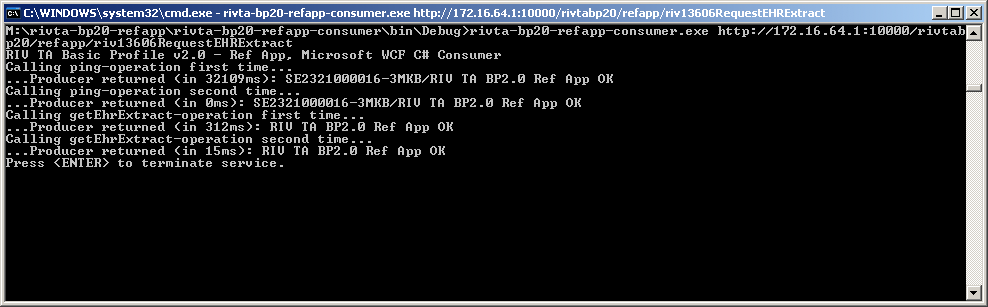 C:\WINDOWS\system32\cmd.exe - rivta-bp20-refapp-consumer.exe http://172.16.64.1:10000/rivtabp20/refapp/riv13606RequestEHRExtract
M:\rivta-bp20-refapp\rivta-bp20-refapp-consumer\bin\Debug>rivta-bp20-refapp-consumer.exe http://172.16.64.1:10000/rivtab
p20/refapp/riv13606RequestEHRExtract
RIV TA Basic Profile v2.0 - Ref App, Microsoft WCF C# Consumer
Calling ping-operation first time...
...Producer returned (in 32109ms): SE2321000016-3MKB/RIV TA BP2.0 Ref App OK
Calling ping-operation second time...
...Producer returned (in 0ms): SE2321000016-3MKB/RIV TA BP2.0 Ref App OK
Calling getEhrExtract-operation first time...
...Producer returned (in 312ms): RIV TA BP2.0 Ref App OK
Calling getEhrExtract-operation second time...
...Producer returned (in 15ms): RIV TA BP2.0 Ref App OK
Press <ENTER> to terminate service.